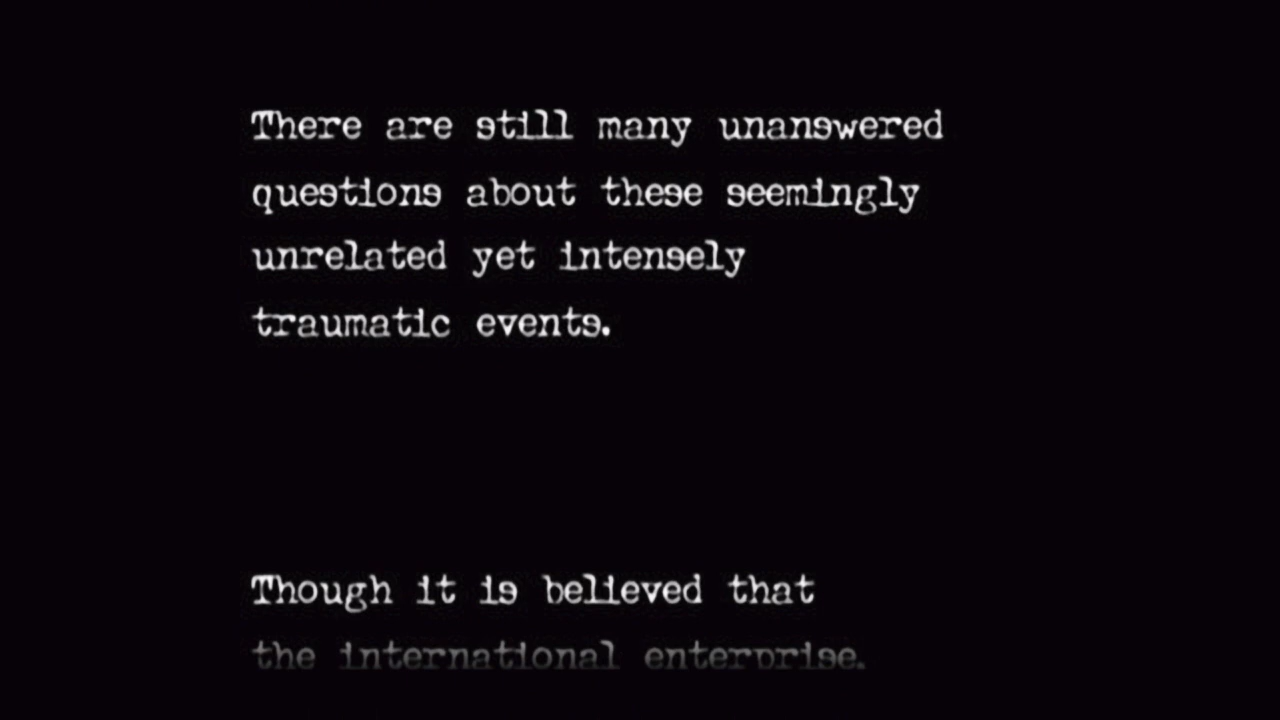 There are still many unanswered
questions about these seemingly
unrelated yet intensely
traumatic events.
Though it is believed that
the international enterprise,